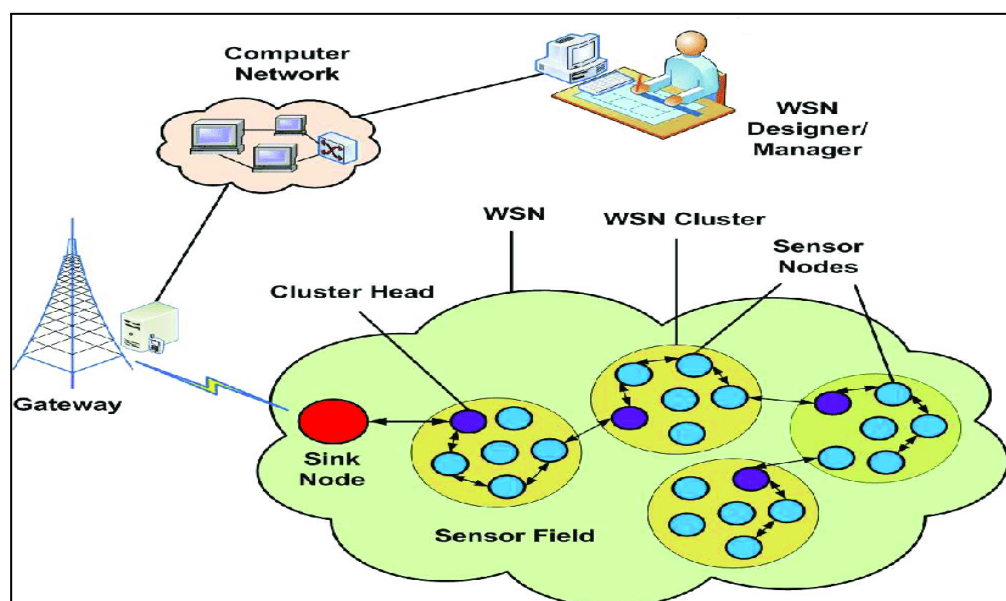 Computer
Network
WSN
Designer/
Manager
WSN
WSN Cluster
Sensor
Nodes
Cluster Head
Gateway
Sink
Node
Sensor Field